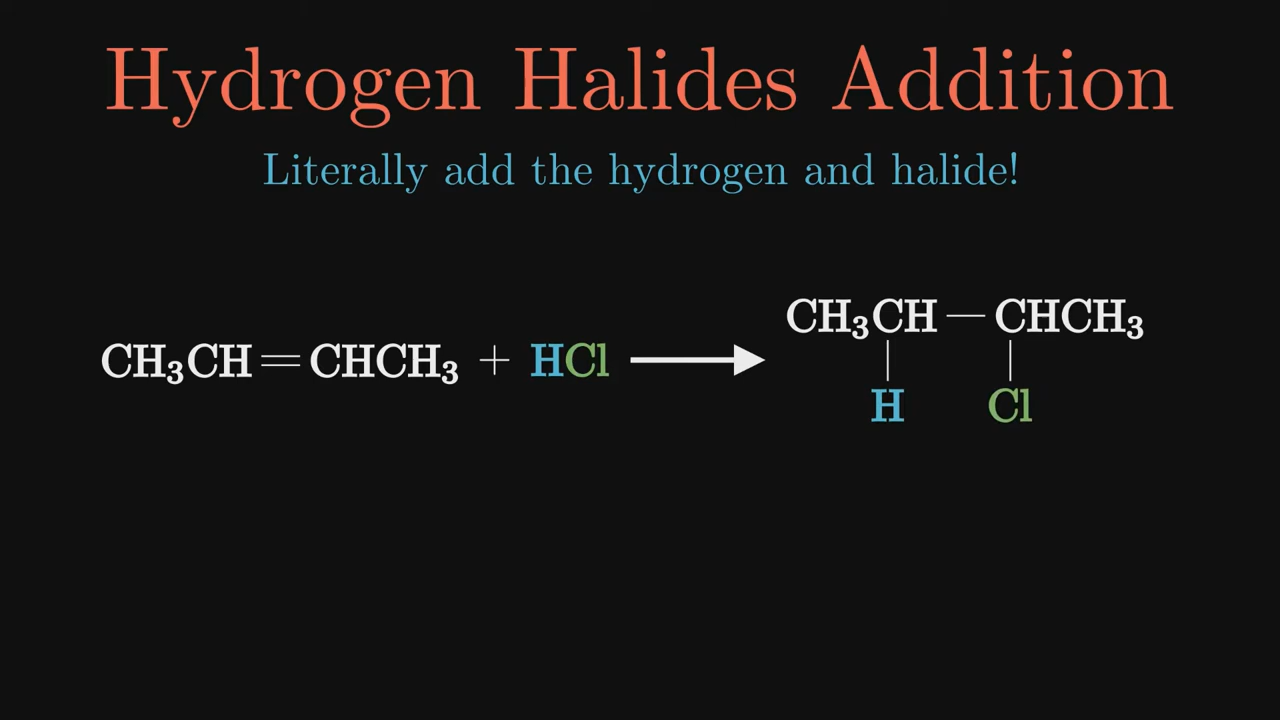 Hydrogen Halides Addition
Literally add the hydrogen and halide!
CH₃CH=CHCH₃ + HCl ⟶ CH₃CH—CHCH₃
H Cl